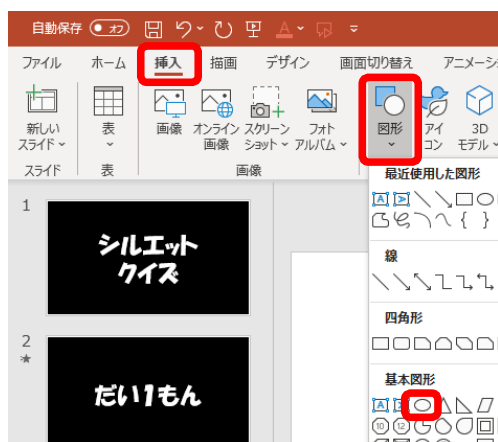 自動保存 オフ
ファイル ホーム 挿入 描画 デザイン 画面切り替え アニメーシ
新しい
スライド
表
画像
オンライン
画像
スクリーン
ショット
フォト
アルバム
図形
アイ
コン
3D
モデル
スライド 表 画像
最近使用した図形
線
四角形
基本図形
1
シルエット
クイズ
2
だい1もん